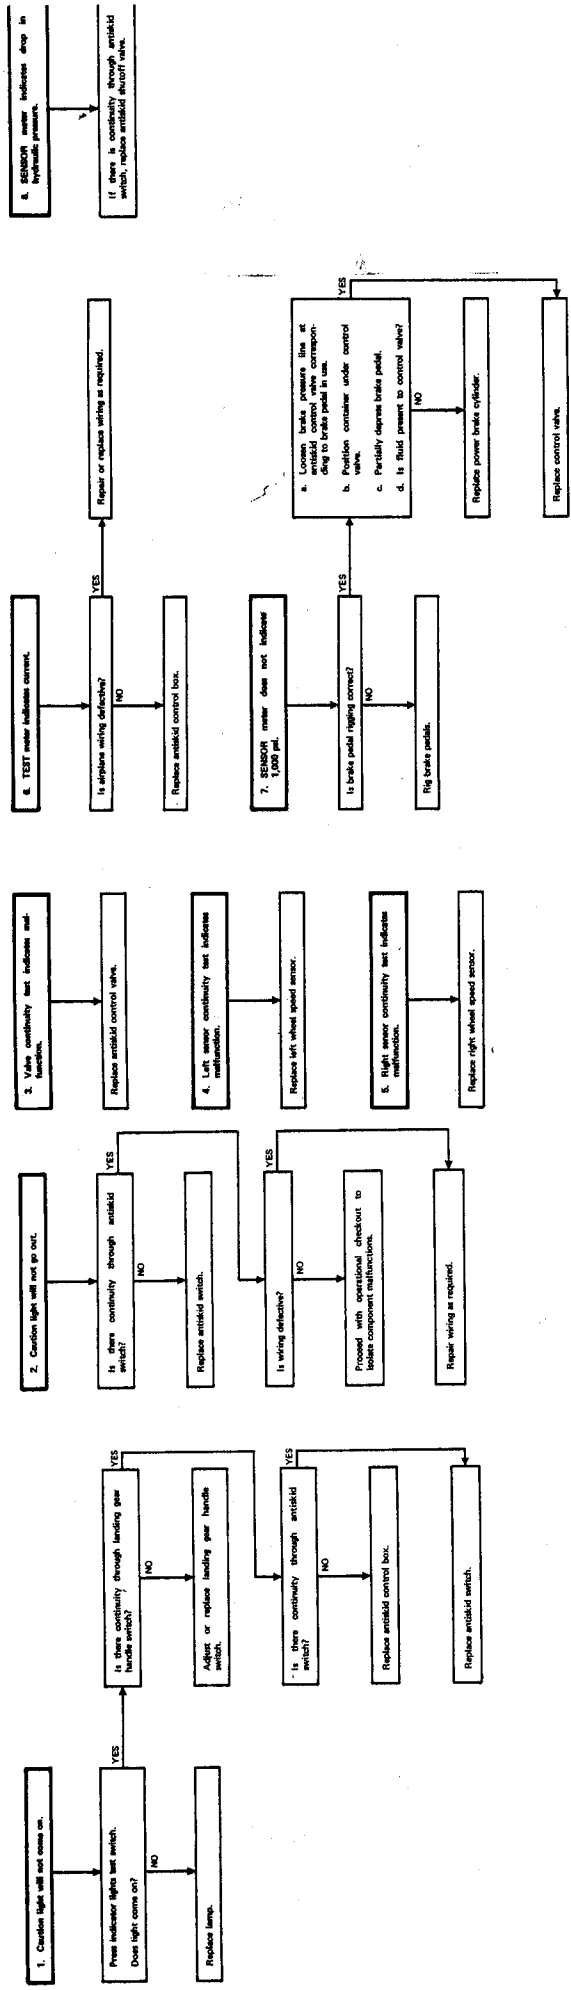 1. Caution light will not come on.
Press indicator lights test switch.
Does light come on?
NO
Replace lamp.
YES
Is there continuity through landing gear
handle switch?
NO
Adjust or replace landing gear handle
switch.
YES
Is there continuity through antiskid
switch?
NO
Replace antiskid control box.
YES
Replace antiskid switch.
2. Caution light will not go out.
Is there continuity through antiskid
switch?
NO
Replace antiskid switch.
YES
Is wiring defective?
NO
Proceed with operational checkout to
isolate component malfunctions.
YES
Repair wiring as required.
3. Valve continuity test indicates mal-
function.
Replace antiskid control valve.
4. Left sensor continuity test indicates
malfunction.
Replace left wheel speed sensor.
5. Right sensor continuity test indicates
malfunction.
Replace right wheel speed sensor.
6. TEST meter indicates current.
Is airplane wiring defective?
NO
Replace antiskid control box.
YES
Repair or replace wiring as required.
7. SENSOR meter does not indicate
1,000 psi.
Is brake pedal rigging correct?
NO
Rig brake pedals.
YES
a. Loosen brake pressure line at
antiskid control valve correspon-
ding to brake pedal in use.
b. Position container under control
valve.
c. Partially depress brake pedal.
d. Is fluid present to control valve?
NO
Replace power brake cylinder.
YES
Replace control valve.
8. SENSOR meter indicates drop in
hydraulic pressure.
If there is continuity through antiskid
switch, replace antiskid shutoff valve.